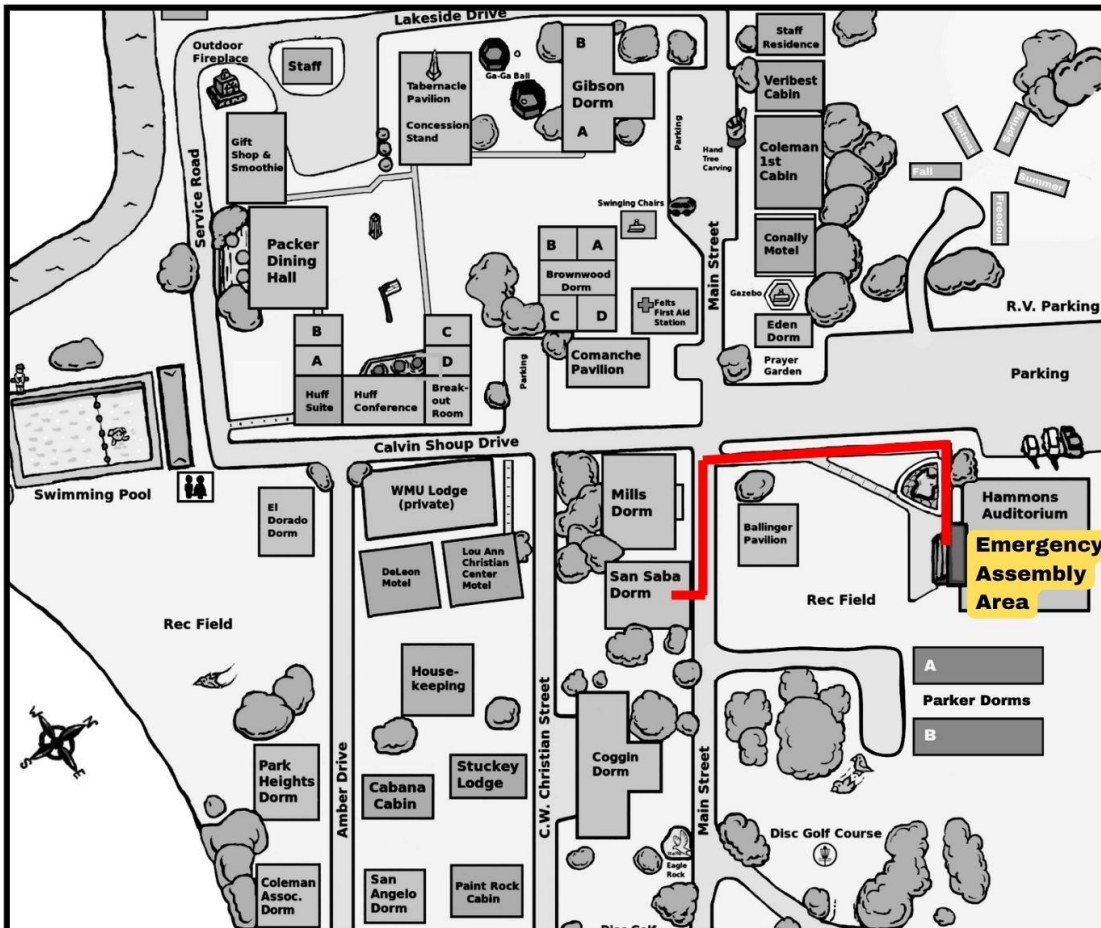 Lakeside Drive
Outdoor
Fireplace
Staff
Ga-Ga Ball
Tabernacle
Pavilion
Concession
Stand
B
Gibson
Dorm
A
Parking
Staff
Residence
Veribest
Cabin
Hand
Tree
Carving
Coleman
1st
Cabin
Christmas
Spring
Fall
Summer
Freedom
Gift
Shop &
Smoothie
Service Road
Packer
Dining
Hall
Swinging Chairs
B
A
Brownwood
Dorm
C
D
Felts
First Aid
Station
Main Street
Conally
Motel
Gazebo
Eden
Dorm
Prayer
Garden
R.V. Parking
Parking
B
A
Huff
Suite
Huff
Conference
C
D
Break-
out
Room
Parking
Comanche
Pavilion
Calvin Shoup Drive
Swimming Pool
El
Dorado
Dorm
WMU Lodge
(private)
DeLeon
Motel
Lou Ann
Christian
Center
Motel
Mills
Dorm
San Saba
Dorm
Ballinger
Pavilion
Hammons
Auditorium
Emergency
Assembly
Area
Rec Field
Rec Field
A
Parker Dorms
B
House-
keeping
N
W
S
E
Park
Heights
Dorm
Amber Drive
Cabana
Cabin
Stuckey
Lodge
C.W. Christian Street
Coggin
Dorm
Main Street
Eagle
Rock
Disc Golf Course
Coleman
Assoc.
Dorm
San
Angelo
Dorm
Paint Rock
Cabin
Disc Golf